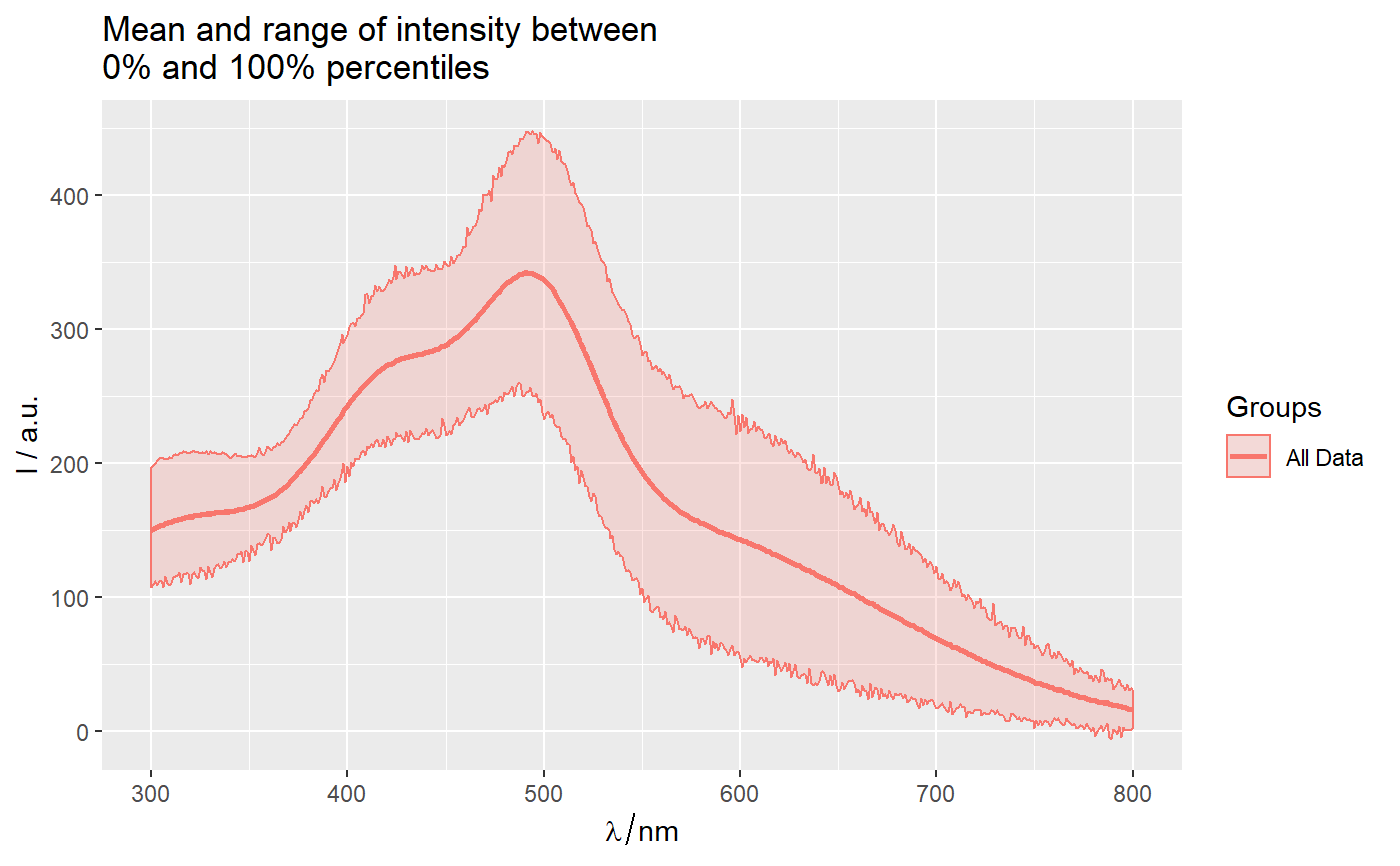 Mean and range of intensity between
0% and 100% percentiles
I / a.u.
400
300
200
100
0
300 400 500 600 700 800
λ/nm
Groups
All Data